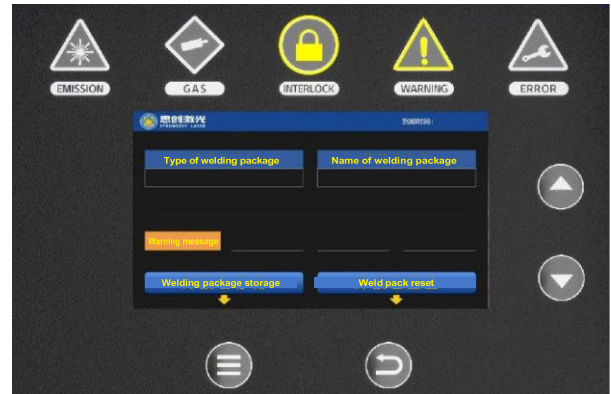 EMISSION
GAS
INTERLOCK
WARNING
ERROR
思创激光
STRONGEST LASER
Type of welding package
Name of welding package
Warning message
Welding package storage
Weld pack reset